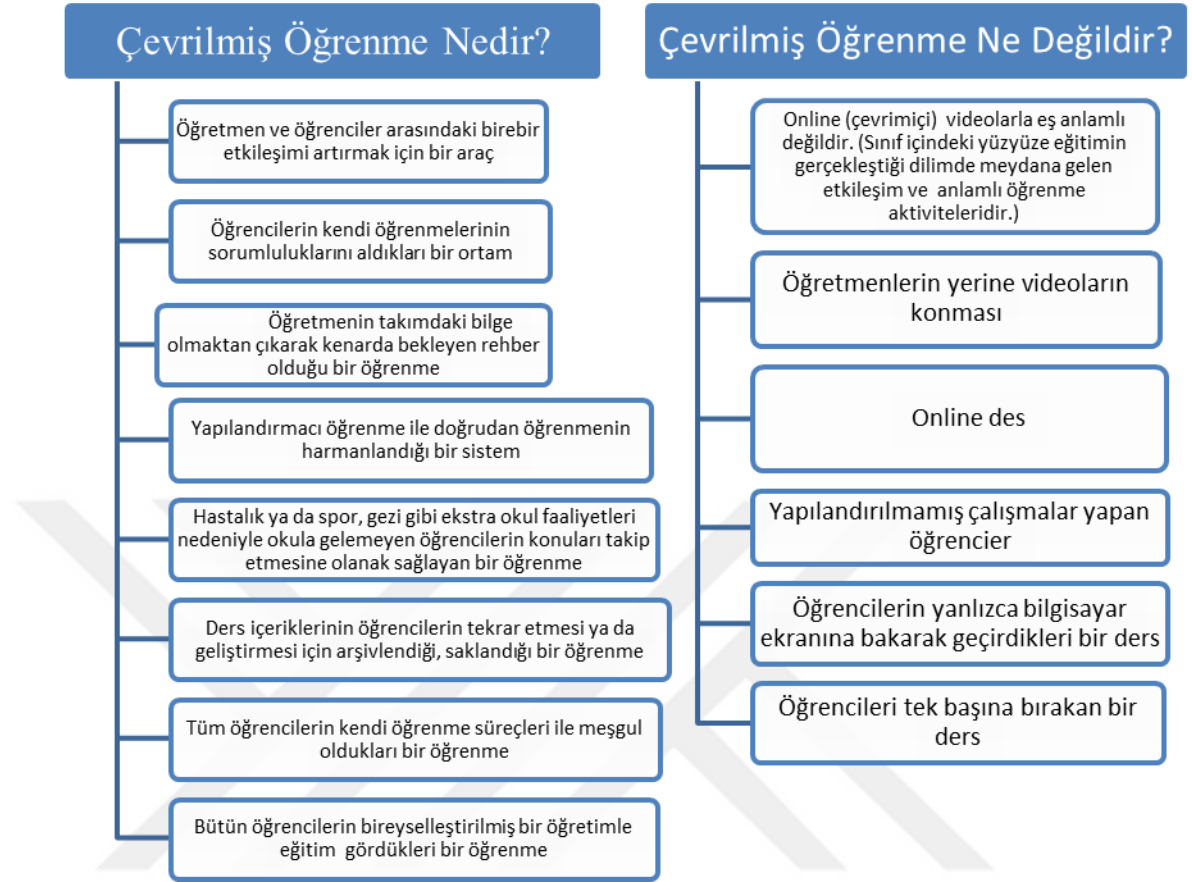 Çevrilmiş Öğrenme Nedir?
Öğretmen ve öğrenciler arasındaki birebir
etkileşimi artırmak için bir araç
Öğrencilerin kendi öğrenmelerinin
sorumluluklarını aldıkları bir ortam
Öğretmenin takımdaki bilge
olmaktan çıkarak kenarda bekleyen rehber
olduğu bir öğrenme
Yapılandırmacı öğrenme ile doğrudan öğrenmenin
harmanlandığı bir sistem
Hastalık ya da spor, gezi gibi ekstra okul faaliyetleri
nedeniyle okula gelemeyen öğrencilerin konuları takip
etmesine olanak sağlayan bir öğrenme
Ders içeriklerinin öğrencilerin tekrar etmesi ya da
geliştirmesi için arşivlendiği, saklandığı bir öğrenme
Tüm öğrencilerin kendi öğrenme süreçleri ile meşgul
oldukları bir öğrenme
Bütün öğrencilerin bireyselleştirilmiş bir öğretimle
eğitim gördükleri bir öğrenme
Çevrilmiş Öğrenme Ne Değildir?
Online (çevrimiçi) videolarla eş anlamlı
değildir. (Sınıf içindeki yüzyüze eğitimin
gerçekleştiği dilimde meydana gelen
etkileşim ve anlamlı öğrenme
aktiviteleridir.)
Öğretmenlerin yerine videoların
konması
Online des
Yapılandırılmamış çalışmalar yapan
öğrencier
Öğrencilerin yanlızca bilgisayar
ekranına bakarak geçirdikleri bir ders
Öğrencileri tek başına bırakan bir
ders